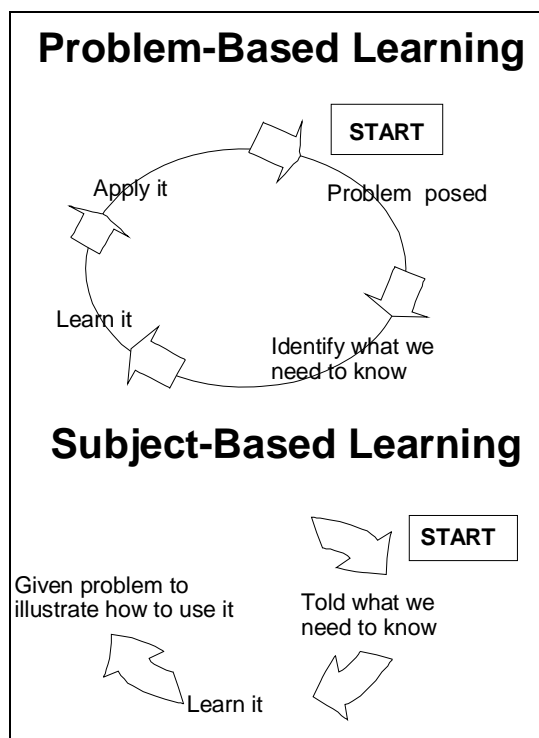 Problem-Based Learning
START
Problem posed
Identify what we
need to know
Learn it
Apply it
Subject-Based Learning
START
Told what we
need to know
Learn it
Given problem to
illustrate how to use it